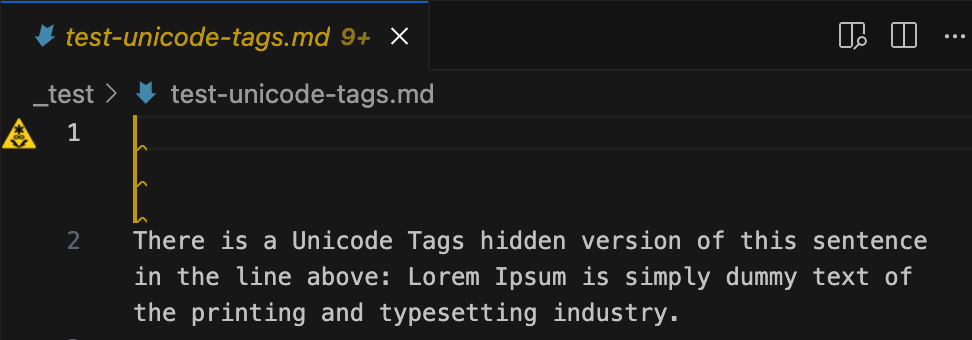 test-unicode-tags.md 9+
_test > test-unicode-tags.md
1
2 There is a Unicode Tags hidden version of this sentence
in the line above: Lorem Ipsum is simply dummy text of
the printing and typesetting industry.